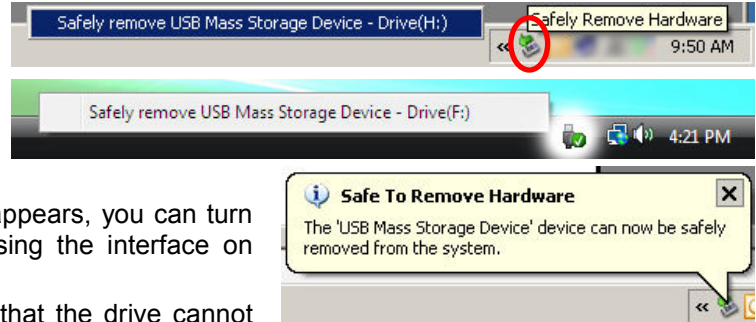 Safely remove USB Mass Storage Device - Drive(H:)
Safely Remove Hardware
«
9:50 AM
Safely remove USB Mass Storage Device - Drive(F:)
4:21 PM
appears, you can turn
sing the interface on
that the drive cannot
Safe To Remove Hardware
The 'USB Mass Storage Device' device can now be safely
removed from the system.
«